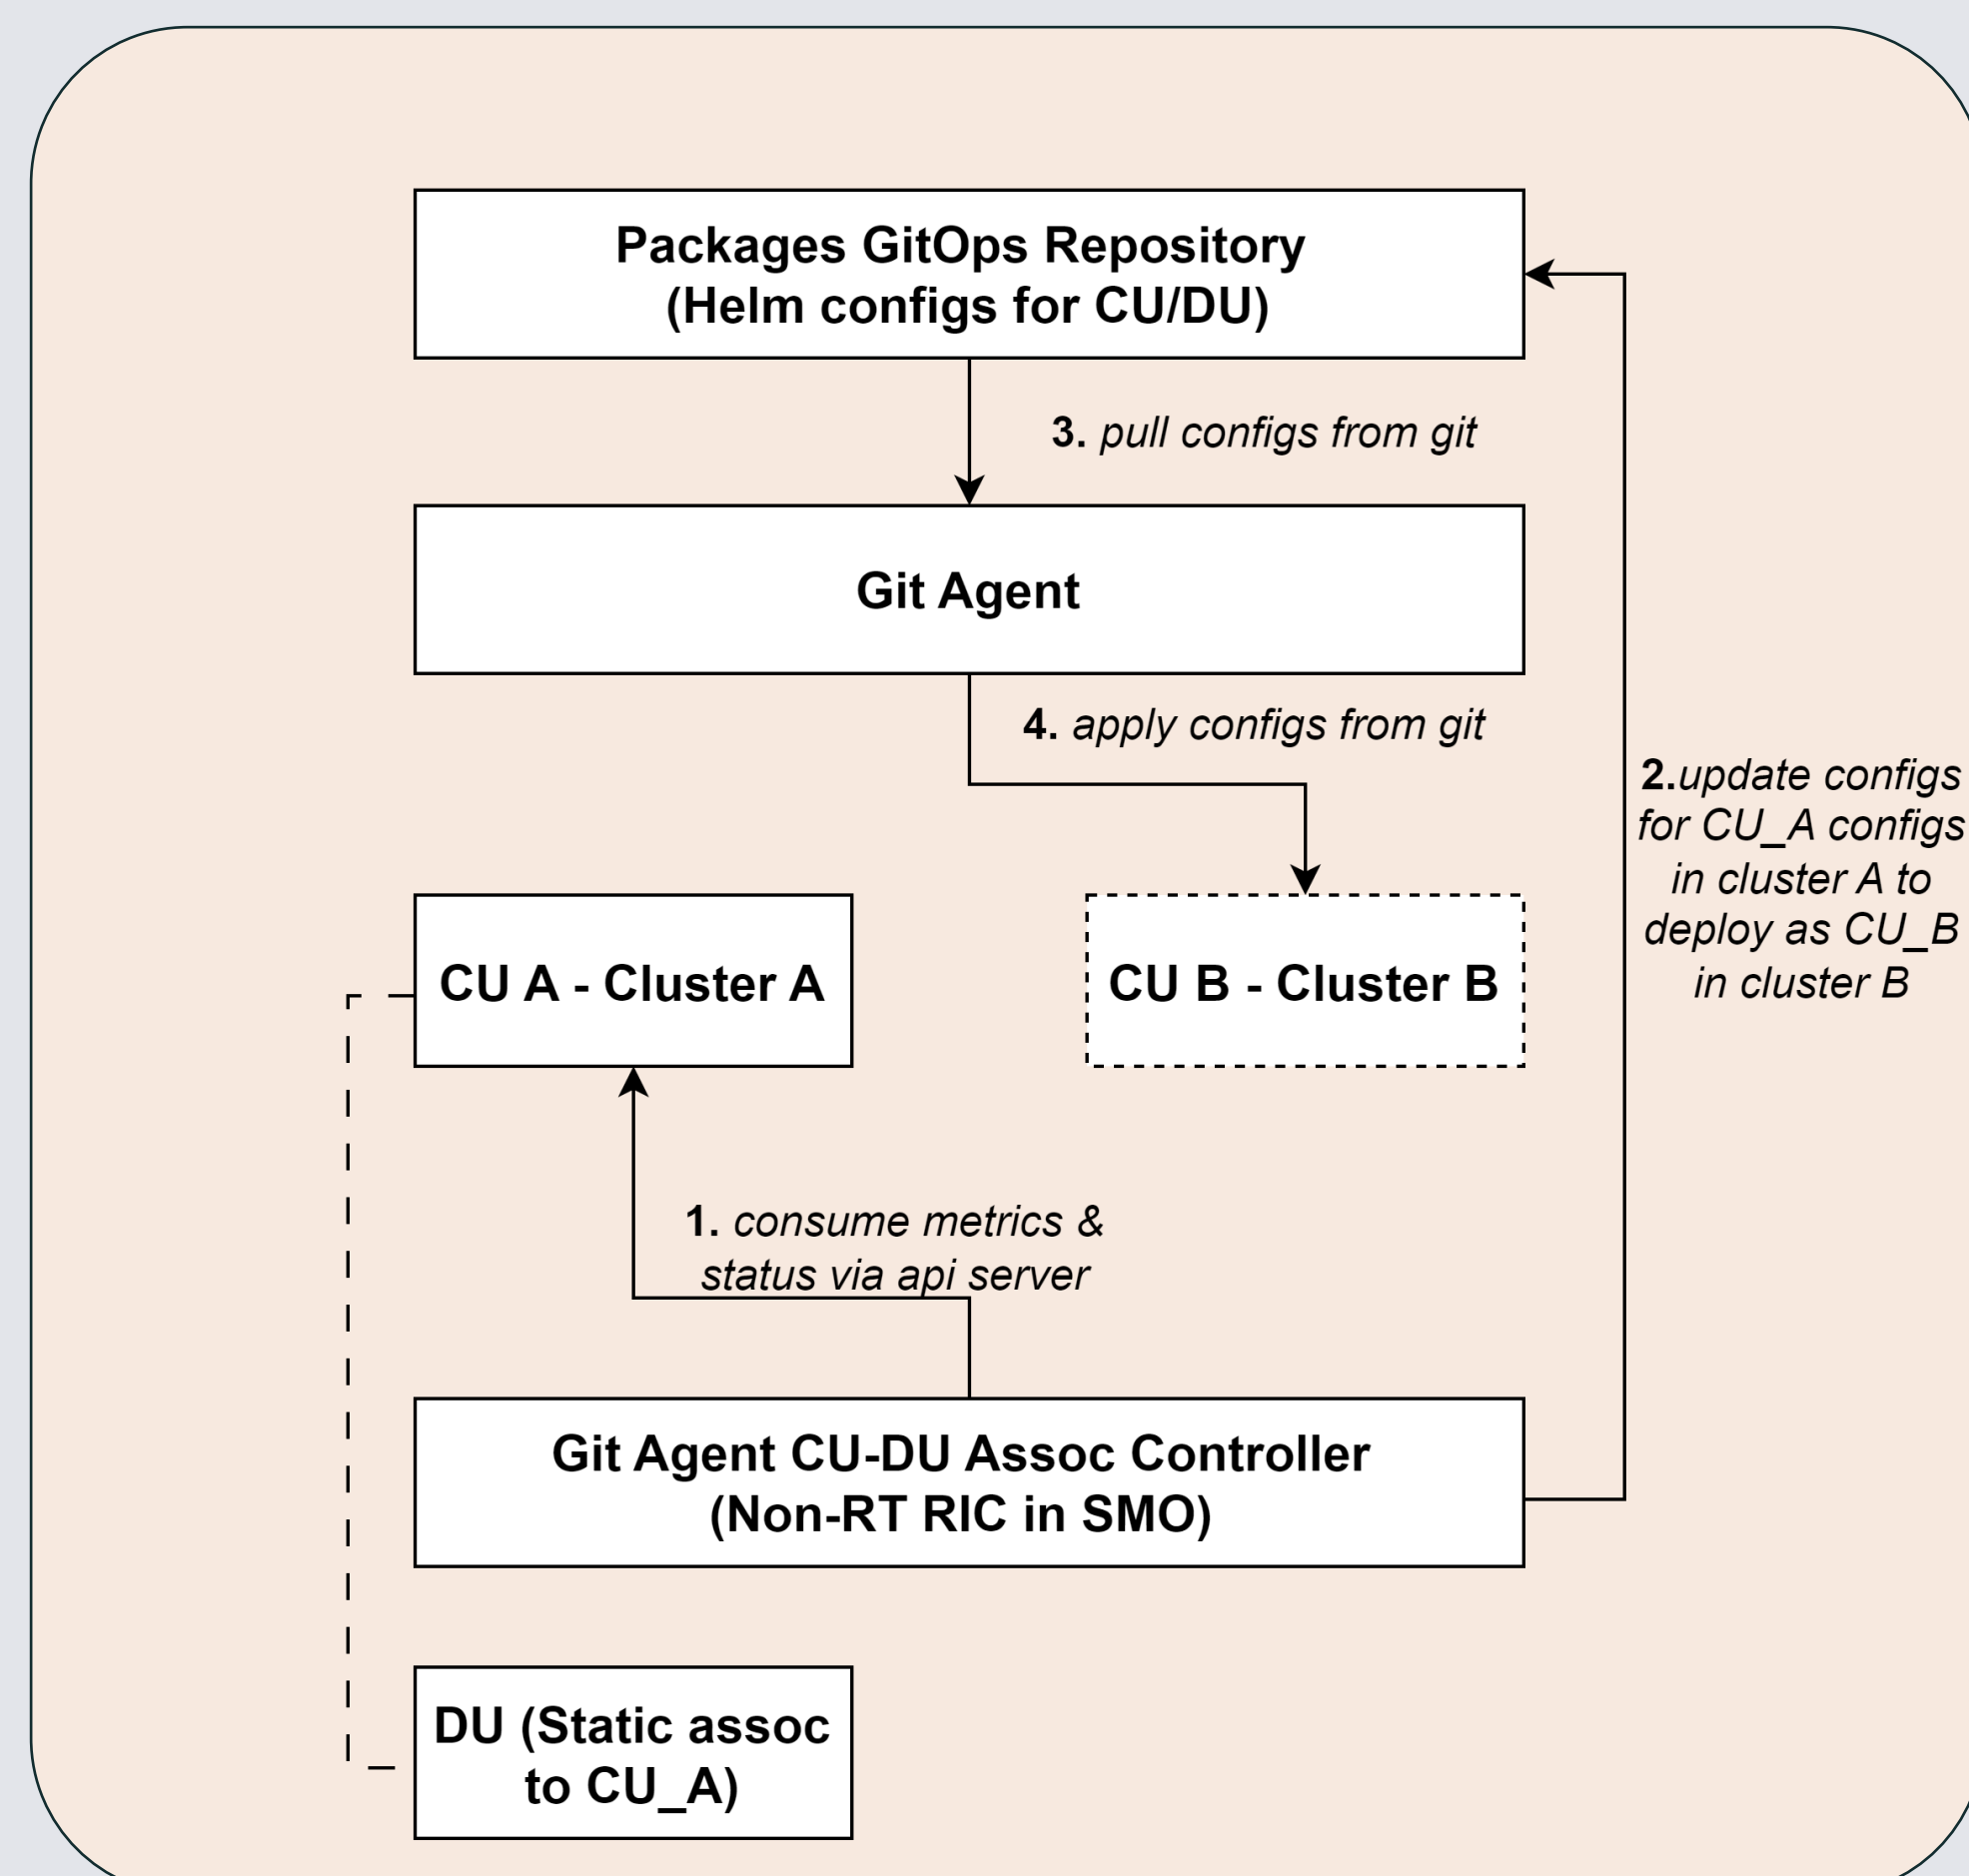 Packages GitOps Repository
(Helm configs for CU/DU)
3. pull configs from git
Git Agent
4. apply configs from git
2.update configs
for CU_A configs
in cluster A to
deploy as CU_B
in cluster B
CU A - Cluster A
CU B - Cluster B
1. consume metrics &
status via api server
Git Agent CU-DU Assoc Controller
(Non-RT RIC in SMO)
DU (Static assoc
to CU_A)